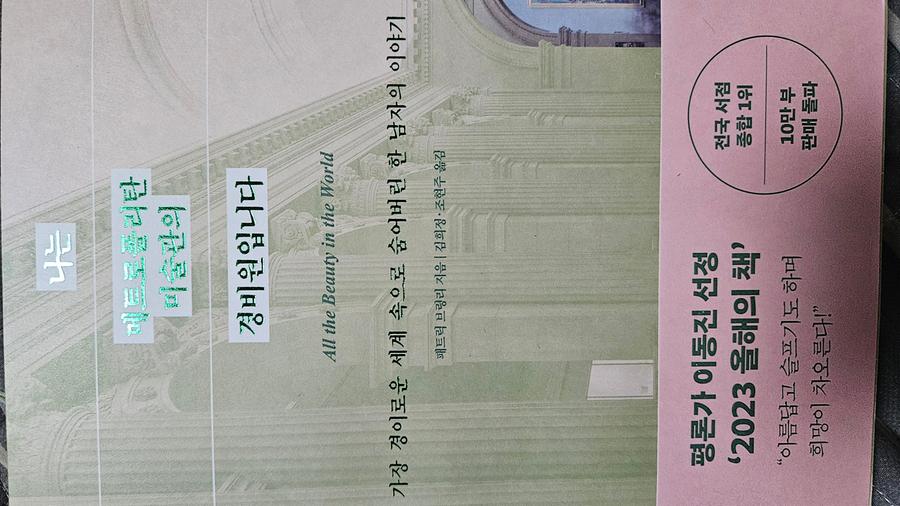 나는
메트로폴리탄
미술관의
경비원입니다
All the Beauty in the World
가장 경이로운 세계 속으로 숨어버린 한 남자의 이야기
패트릭 브링리 지음 | 김희정·조현주 옮김
전국 서점
종합 1위
10만 부
판매 돌파
평론가 이동진 선정
‘2023 올해의 책’
“아름답고 슬프기도 하며
희망이 차오른다!”